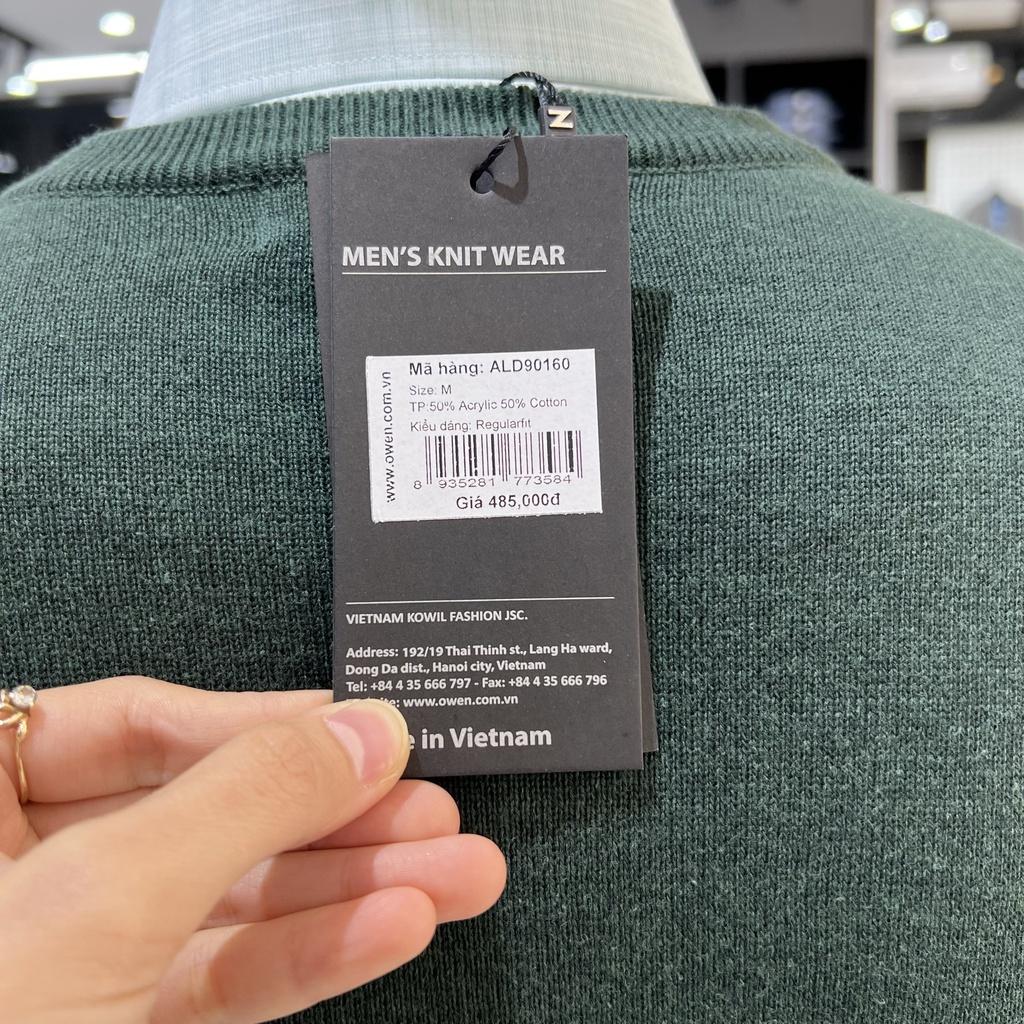 MEN'S KNIT WEAR
www.owen.com.vn
Mã hàng: ALD90160
Size: M
TP:50% Acrylic 50% Cotton
Kiểu dáng: Regularfit
8 935281 773584
Giá 485,000đ
VIETNAM KOWIL FASHION JSC.
Address: 192/19 Thai Thinh st., Lang Ha ward,
Dong Da dist., Hanoi city, Vietnam
Tel: +84 4 35 666 797 - Fax: +84 4 35 666 796
www.owen.com.vn
in Vietnam